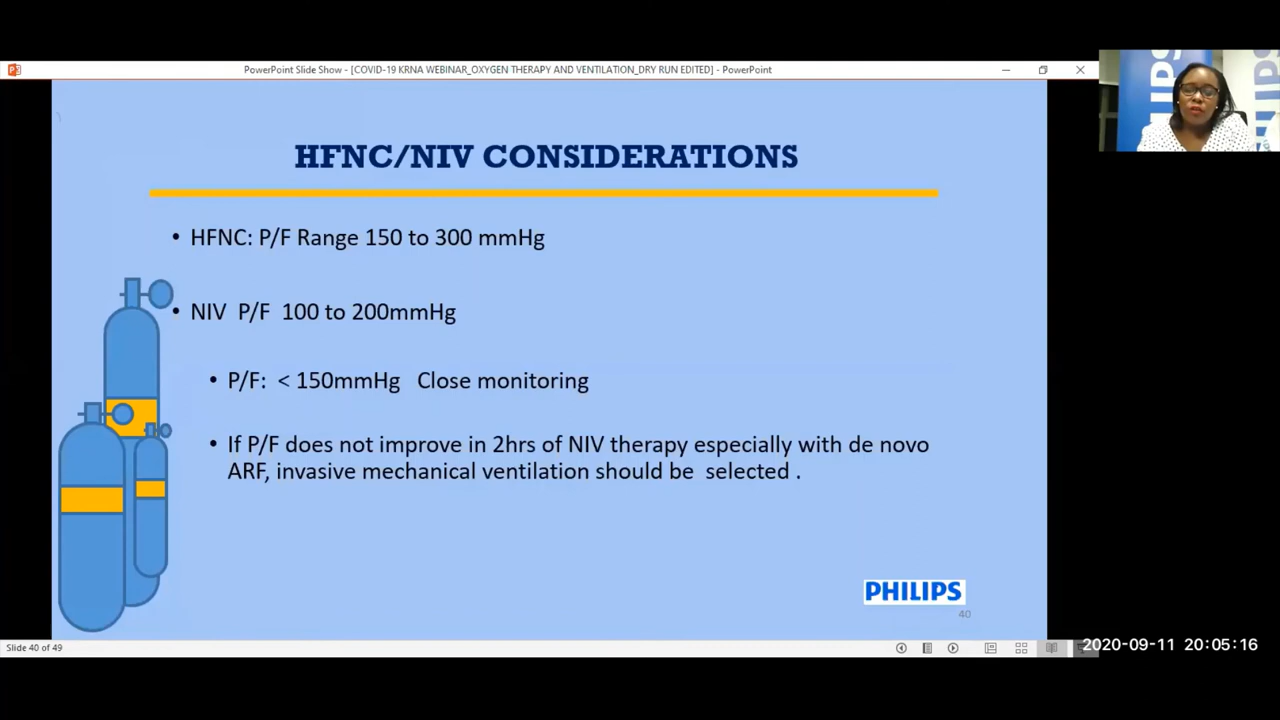 PowerPoint Slide Show - [COVID-19 KRNA WEBINAR_OXYGEN THERAPY AND VENTILATION_DRY RUN EDITED] - PowerPoint
HFNC/NIV CONSIDERATIONS
• HFNC: P/F Range 150 to 300 mmHg
• NIV P/F 100 to 200mmHg
• P/F: < 150mmHg Close monitoring
• If P/F does not improve in 2hrs of NIV therapy especially with de novo
ARF, invasive mechanical ventilation should be selected .
PHILIPS
40
Slide 40 of 49
2020-09-11 20:05:16